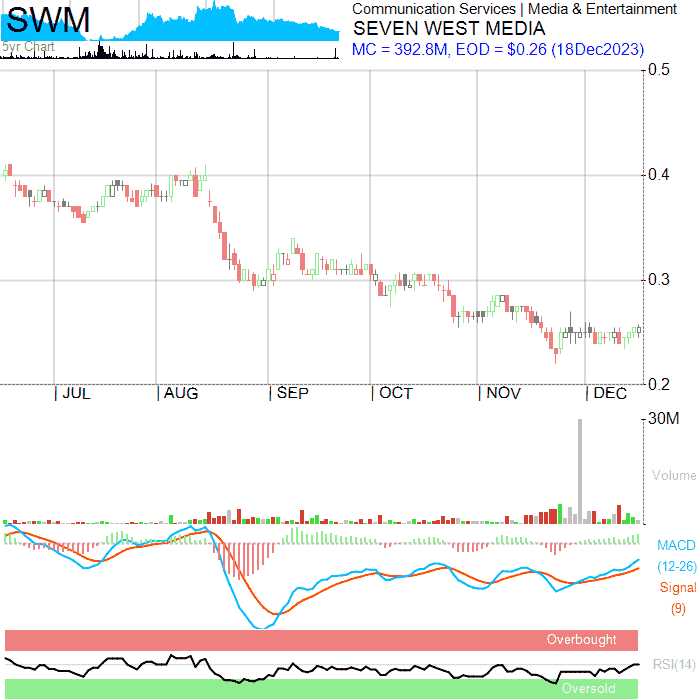 SWM
5yr Chart
Communication Services | Media & Entertainment
SEVEN WEST MEDIA
MC = 392.8M, EOD = $0.26 (18Dec2023)
0.5
0.4
0.3
0.2
JUL AUG SEP OCT NOV DEC
30M
Volume
MACD
(12-26)
Signal
(9)
Overbought
RSI(14)
Oversold